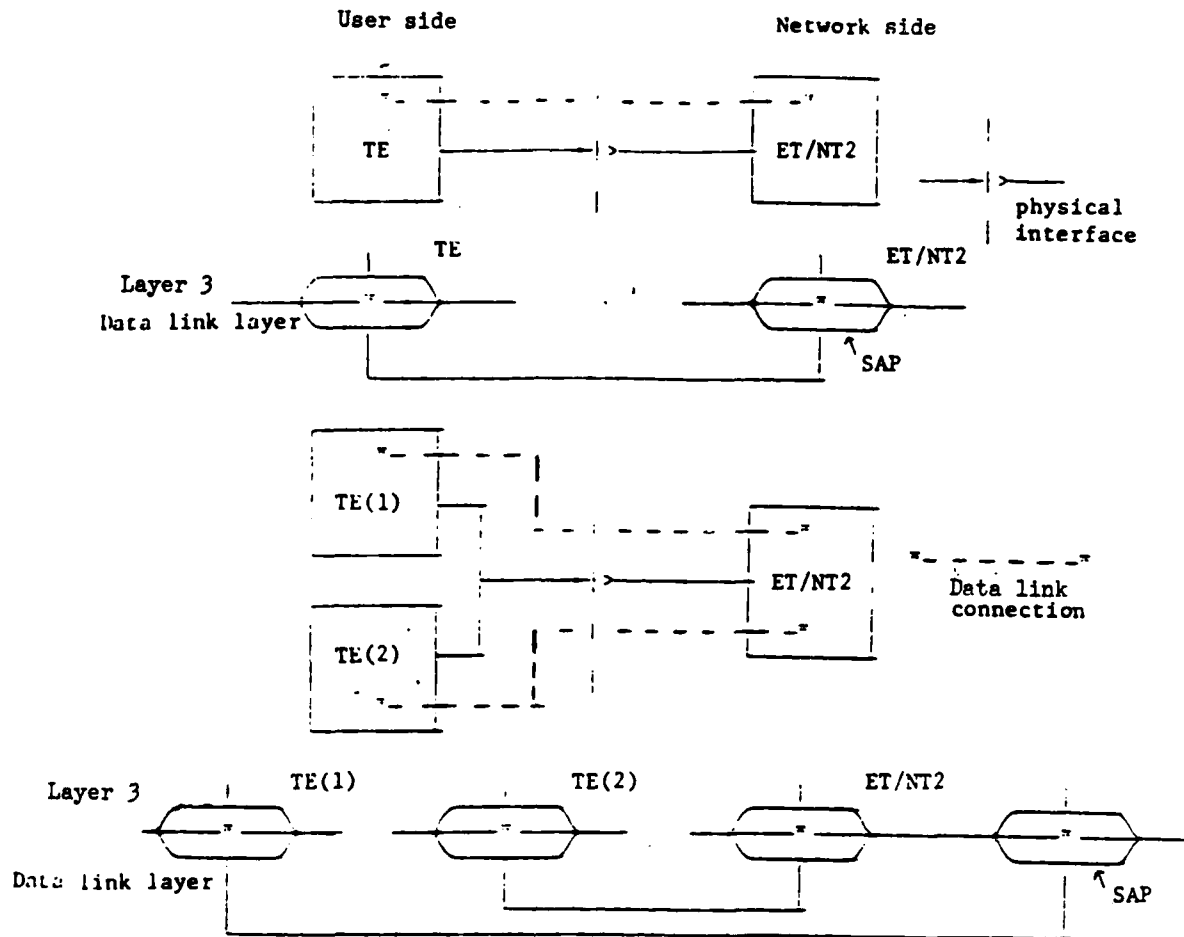 User side
Network side
TE
ET/NT2
physical
interface
TE
ET/NT2
Layer 3
Data link layer
SAP
TE(1)
ET/NT2
Data link
connection
TE(2)
Layer 3
TE(1)
TE(2)
ET/NT2
Data link layer
SAP